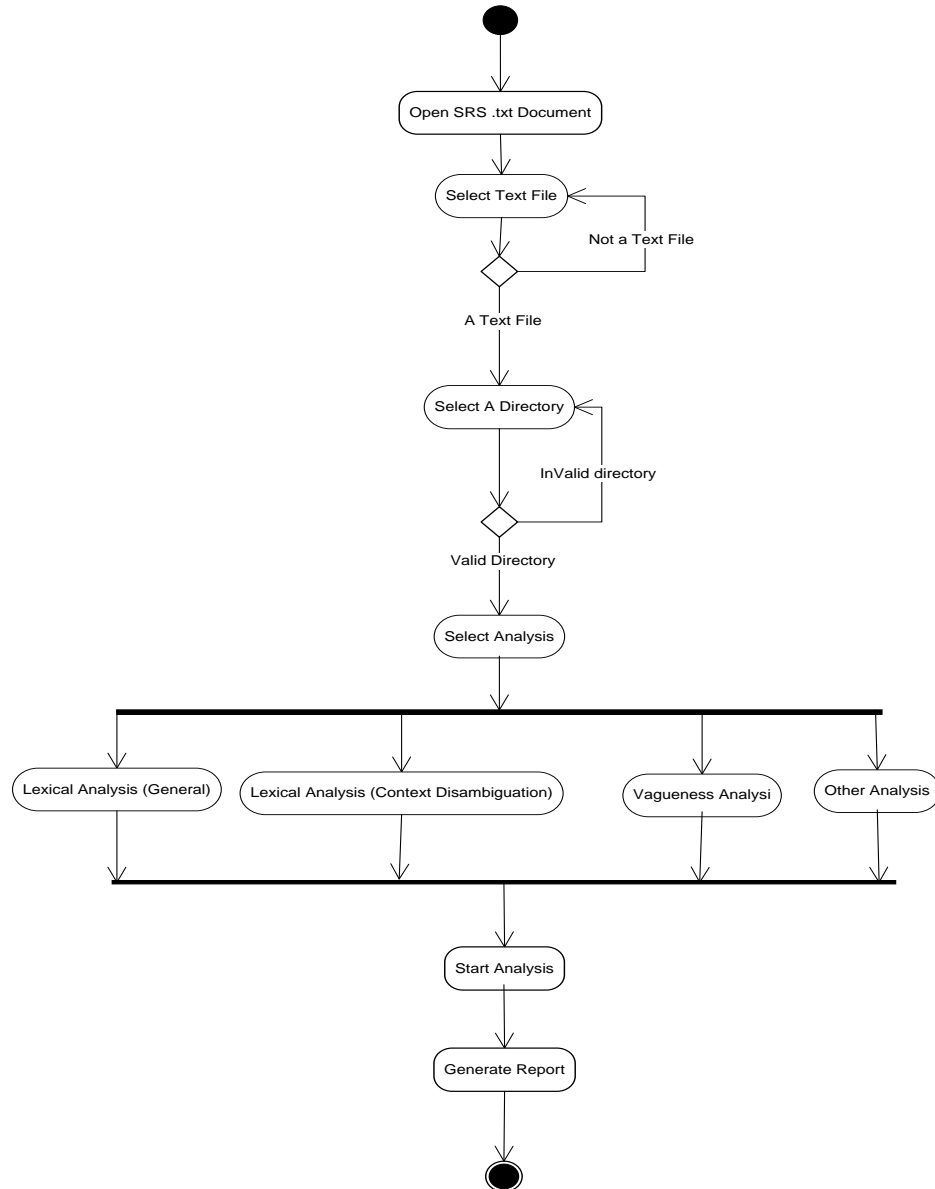 Open SRS .txt Document
Select Text File
Not a Text File
A Text File
Select A Directory
InValid directory
Valid Directory
Select Analysis
Lexical Analysis (General)
Lexical Analysis (Context Disambiguation)
Vagueness Analysi
Other Analysis
Start Analysis
Generate Report